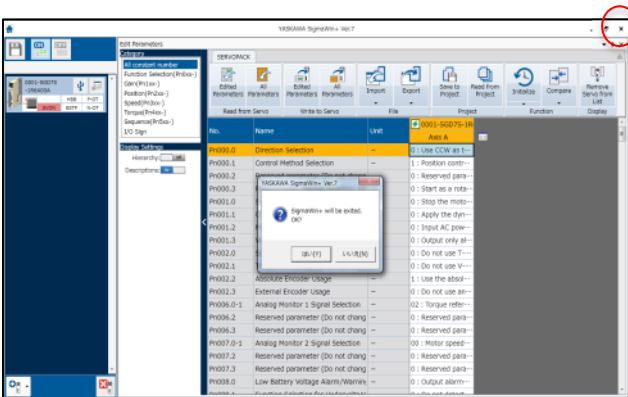 YASKAWA SigmaWin+ Ver.7
Edit Parameters
Category
All constant number
Function Selection(Pn0xx-)
Gain(Pn1xx-)
Position(Pn2xx-)
Speed(Pn3xx-)
Torque(Pn4xx-)
Sequence(Pn5xx-)
I/O Sign
Display Settings
Hierarchy:
Descriptions:
SERVOPACK
Edited Parameters
All Parameters
Edited Parameters
All Parameters
Import
Export
Save to Project
Read from Project
Initialize
Compare
Remove Servo from List
Read from Servo
Write to Servo
File
Project
Function
Display
No.
Name
Unit
0001-SGD7S-1R
Axis A
Pn000.0 Direction Selection – 0 : Use CCW as t---
Pn000.1 Control Method Selection – 1 : Position contr---
Pn000.2 0 : Reserved para---
Pn000.3 0 : Start as a rota---
Pn001.0 0 : Stop the moto---
Pn001.1 0 : Apply the dyn---
Pn001.2 0 : Input AC pow---
Pn001.3 0 : Output only al---
Pn002.0 0 : Do not use T---
Pn002.1 0 : Do not use V---
Pn002.2 Absolute Encoder Usage – 1 : Use the absol---
Pn002.3 External Encoder Usage – 0 : Do not use an---
Pn006.0-1 Analog Monitor 1 Signal Selection – 02 : Torque refer---
Pn006.2 Reserved parameter (Do not chang – 0 : Reserved para---
Pn006.3 Reserved parameter (Do not chang – 0 : Reserved para---
Pn007.0-1 Analog Monitor 2 Signal Selection – 00 : Motor speed---
Pn007.2 Reserved parameter (Do not chang – 0 : Reserved para---
Pn007.3 Reserved parameter (Do not chang – 0 : Reserved para---
Pn008.0 Low Battery Voltage Alarm/Warning – 0 : Output alarm---
YASKAWA SigmaWin+ Ver.7
SigmaWin+ will be exited.
OK?
はい(Y)
いいえ(N)